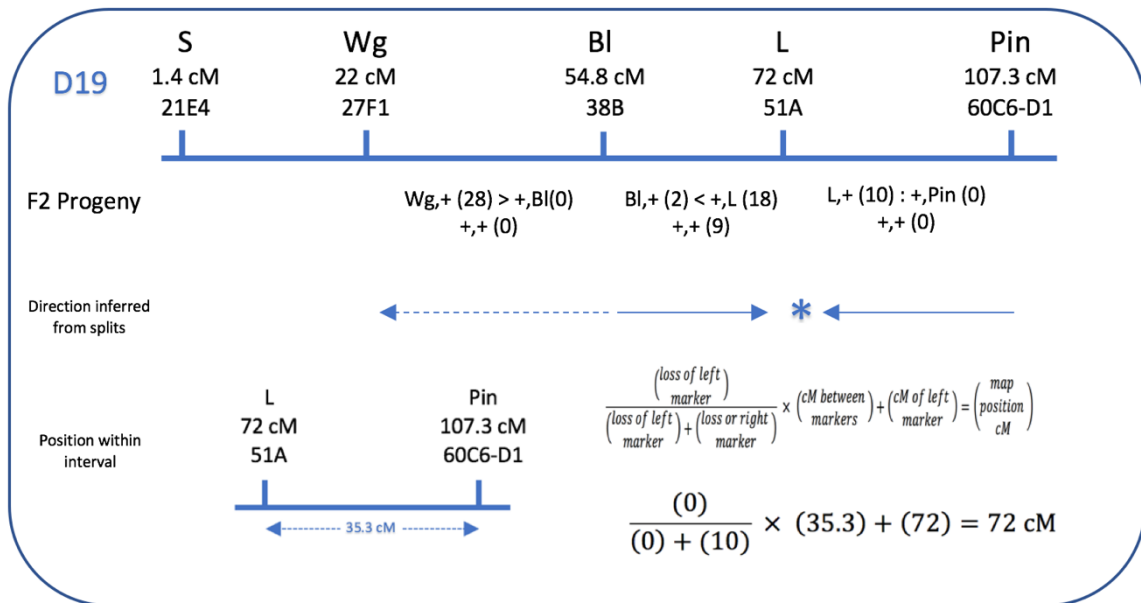 S Wg Bl L Pin
D19
1.4 cM 22 cM 54.8 cM 72 cM 107.3 cM
21E4 27F1 38B 51A 60C6-D1
F2 Progeny
Wg,+ (28) > +,Bl(0) Bl,+ (2) < +,L (18) L,+ (10) : +,Pin (0)
+,+ (0) +,+ (9) +,+ (0)
Direction inferred
from splits
*
L Pin
72 cM 107.3 cM
51A 60C6-D1
Position within
interval
35.3 cM
(loss of left
marker)
(loss of left
marker) + (loss or right
marker) × (cM between
markers) + (cM of left
marker) = (map
position
cM)
(0)
(0) + (10) × (35.3) + (72) = 72 cM